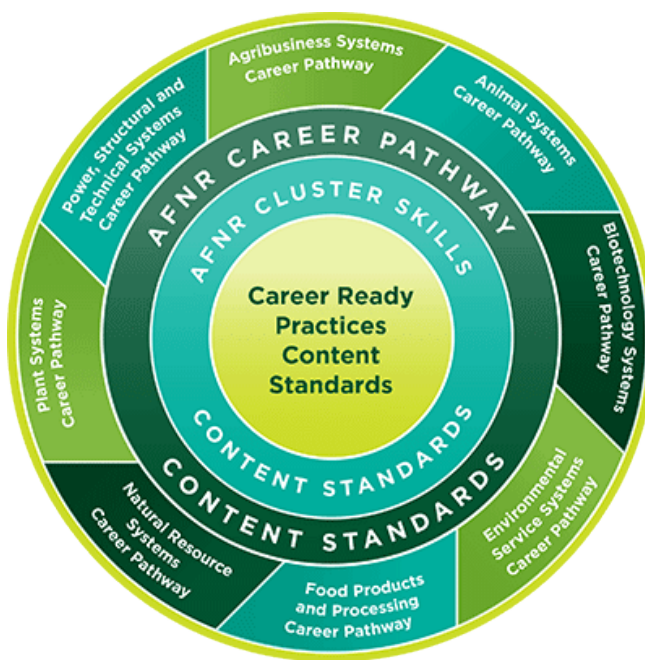 Agribusiness Systems
Career Pathway
Animal Systems
Career Pathway
Biotechnology Systems
Career Pathway
Environmental
Service Systems
Career Pathway
Food Products
and Processing
Career Pathway
Natural Resource
Systems
Career Pathway
Plant Systems
Career Pathway
Power, Structural and
Technical Systems
Career Pathway
AFNR CAREER PATHWAY
CONTENT STANDARDS
AFNR CLUSTER SKILLS
CONTENT STANDARDS
Career Ready
Practices
Content
Standards